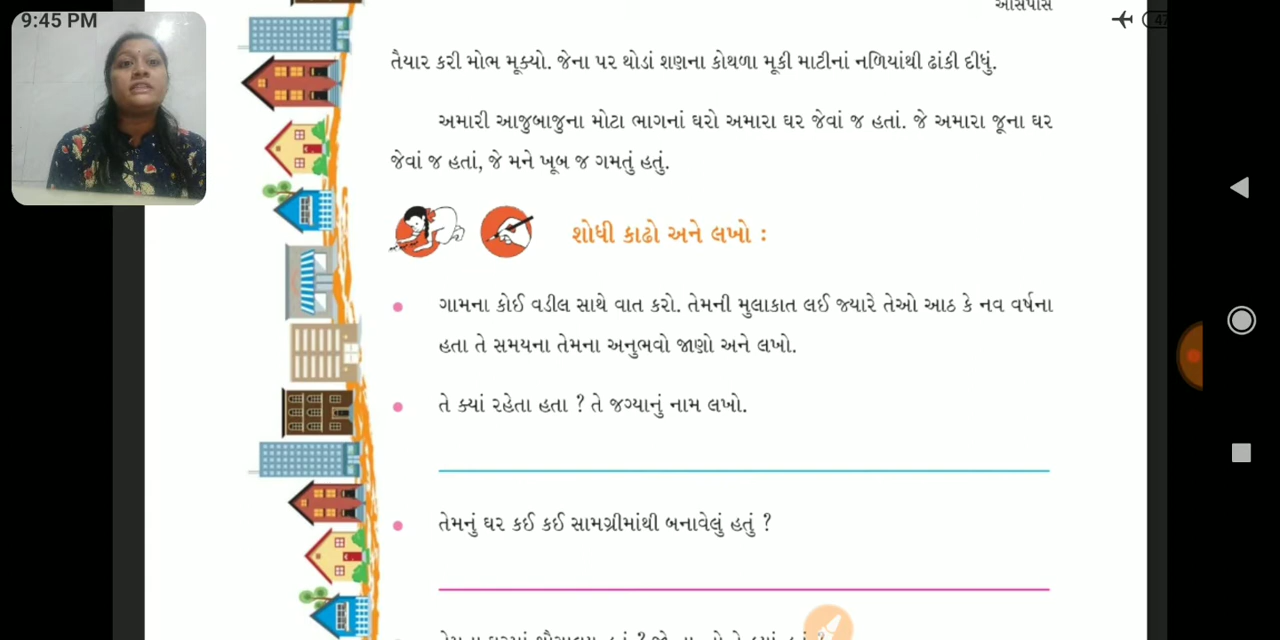 9:45 PM
આસપાસ
47
તૈયાર કરી મોભ મૂક્યો. જેના પર થોડાં શણના કોથળા મૂકી માટીનાં નળિયાંથી ઢાંકી દીધું.
અમારી આજુબાજુના મોટા ભાગનાં ઘરો અમારા ઘર જેવાં જ હતાં. જે અમારા જૂના ઘર
જેવાં જ હતાં, જે મને ખૂબ જ ગમતું હતું.
શોધી કાઢો અને લખો :
ગામના કોઈ વડીલ સાથે વાત કરો. તેમની મુલાકાત લઈ જ્યારે તેઓ આઠ કે નવ વર્ષના
હતા તે સમયના તેમના અનુભવો જાણો અને લખો.
તે ક્યાં રહેતા હતા ? તે જગ્યાનું નામ લખો.
તેમનું ઘર કઈ કઈ સામગ્રીમાંથી બનાવેલું હતું ?